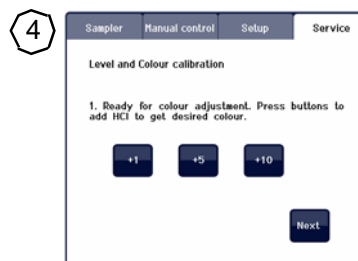 4
Sampler Manual control Setup Service
Level and Colour calibration
1. Ready for colour adjustment. Press buttons to
add HCl to get desired colour.
+1 +5 +10
Next